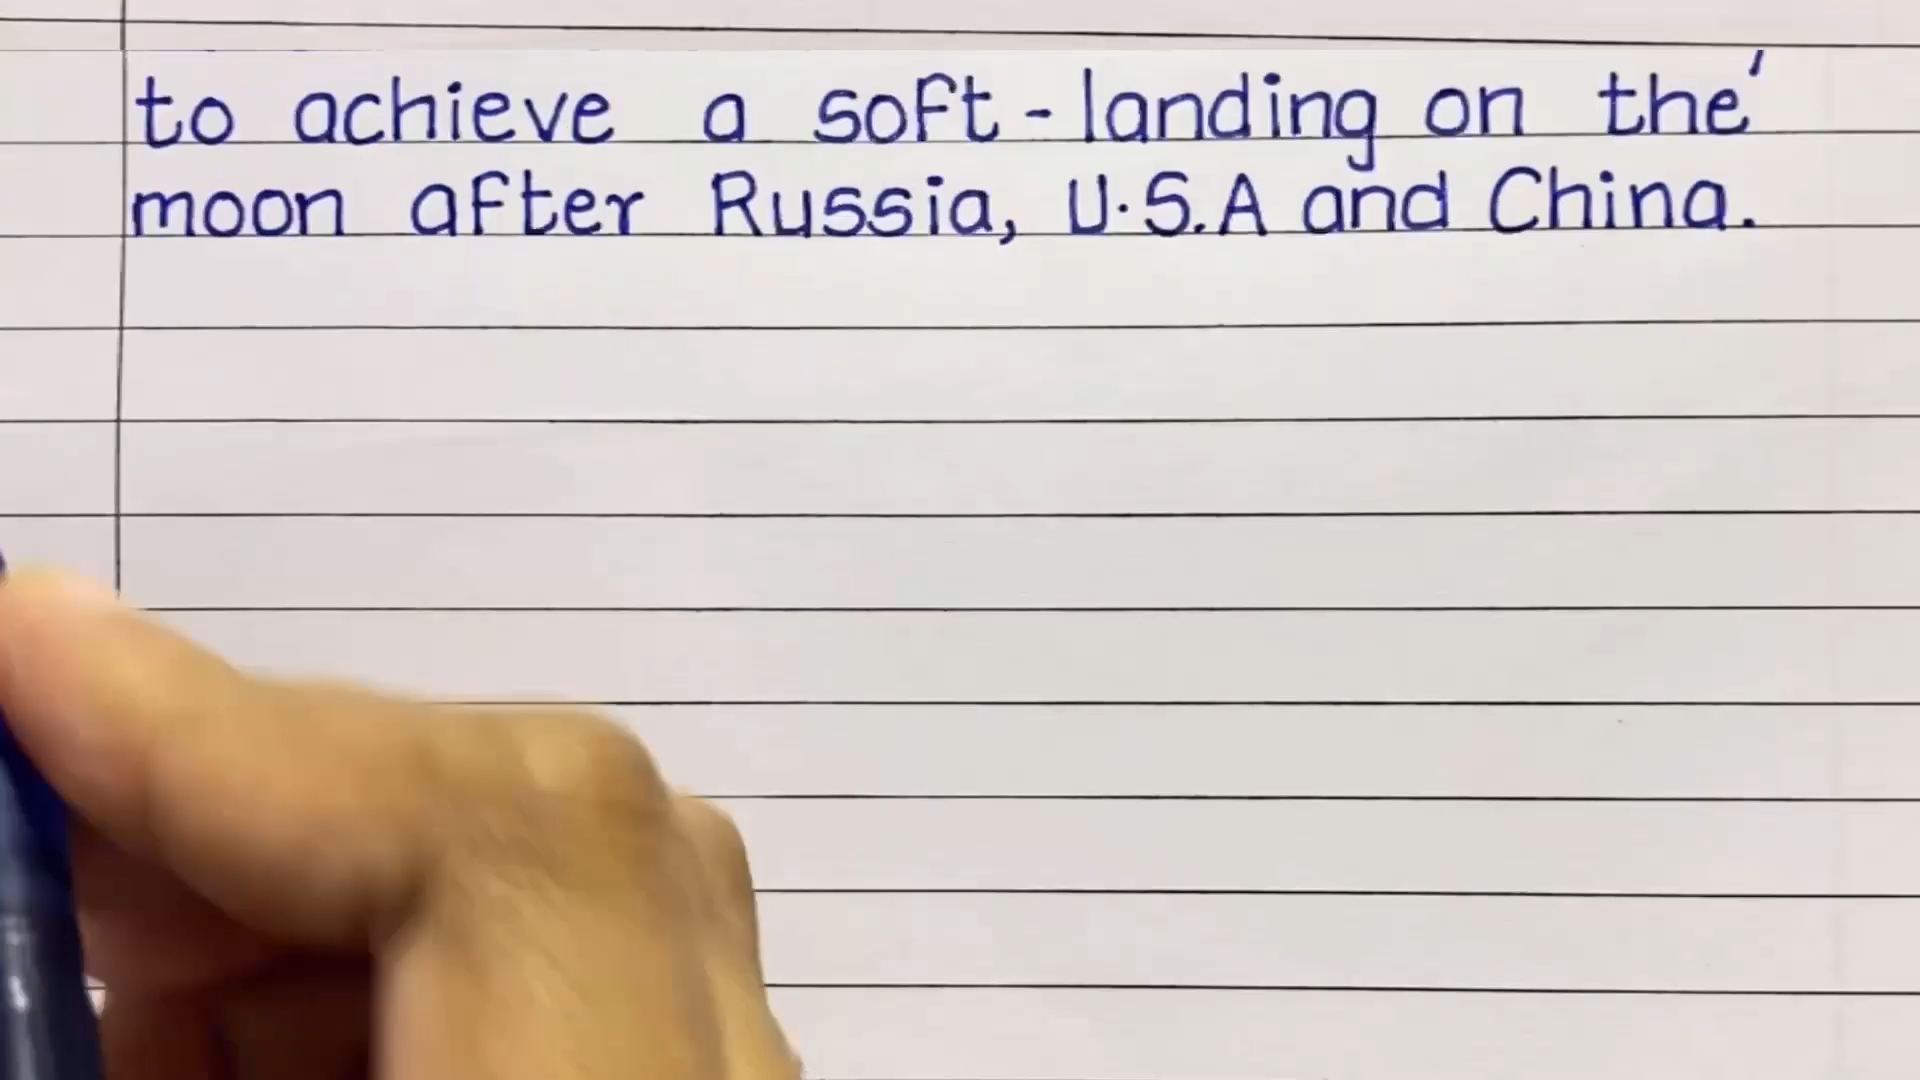 to achieve a soft-landing on the
moon after Russia, U.S.A and China.